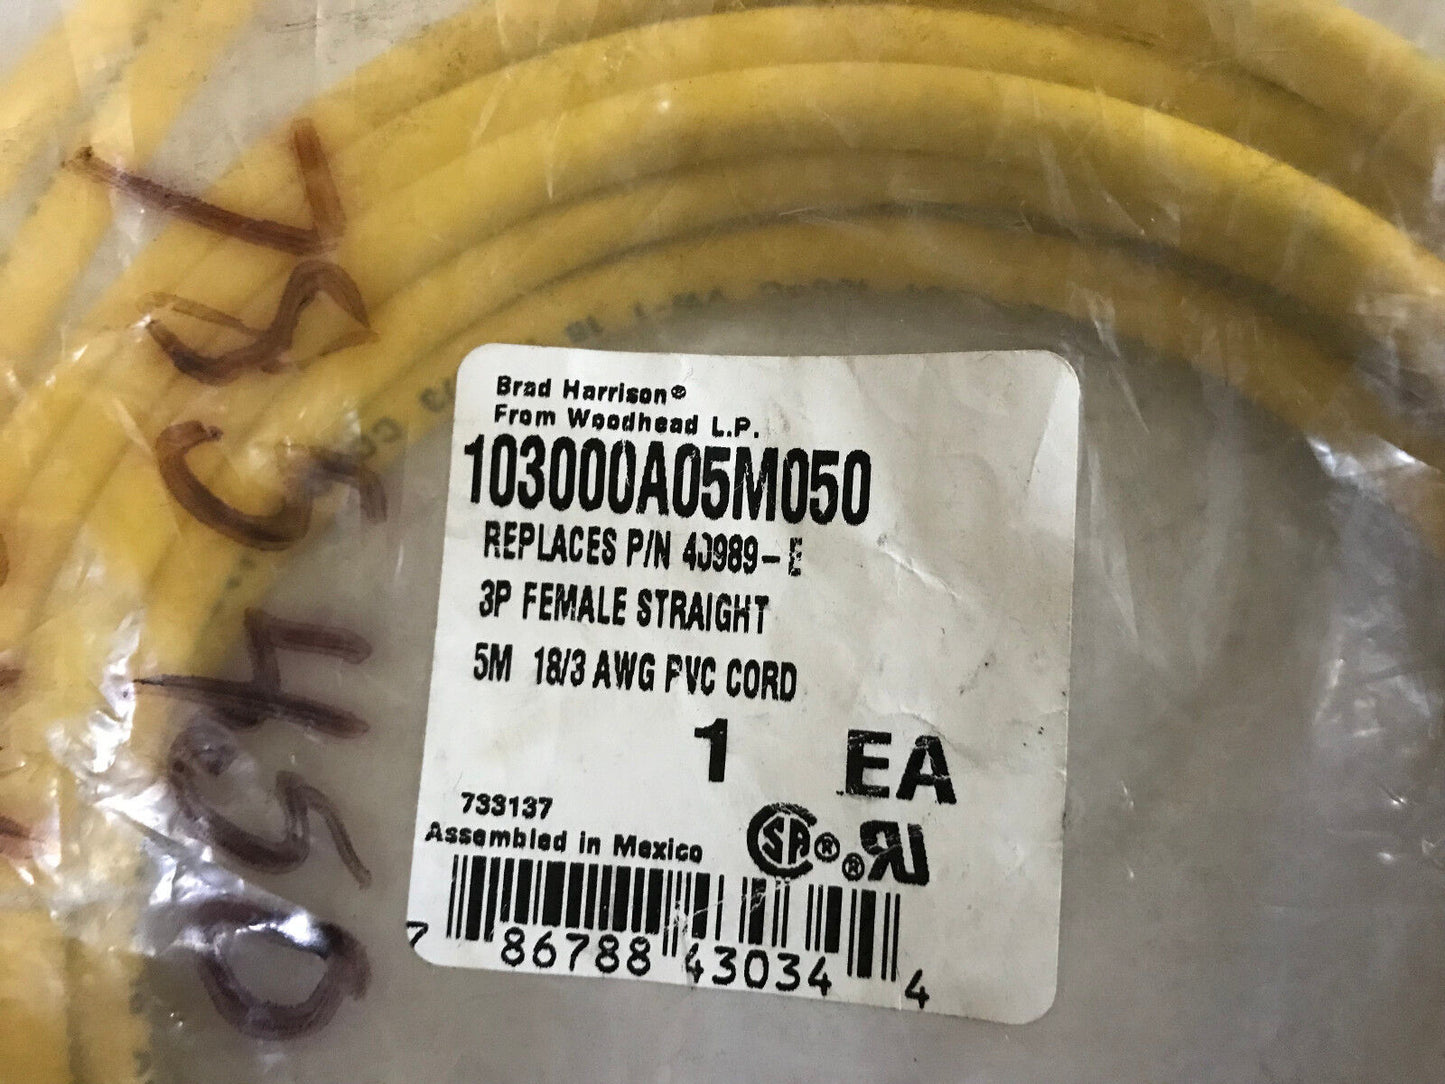 Brad Harrison®
From Woodhead L.P.
103000A05M050
REPLACES P/N 40989-E
3P FEMALE STRAIGHT
5M 18/3 AWG PVC CORD
1 EA
733137
Assembled in Mexico
7 86788 43034 4